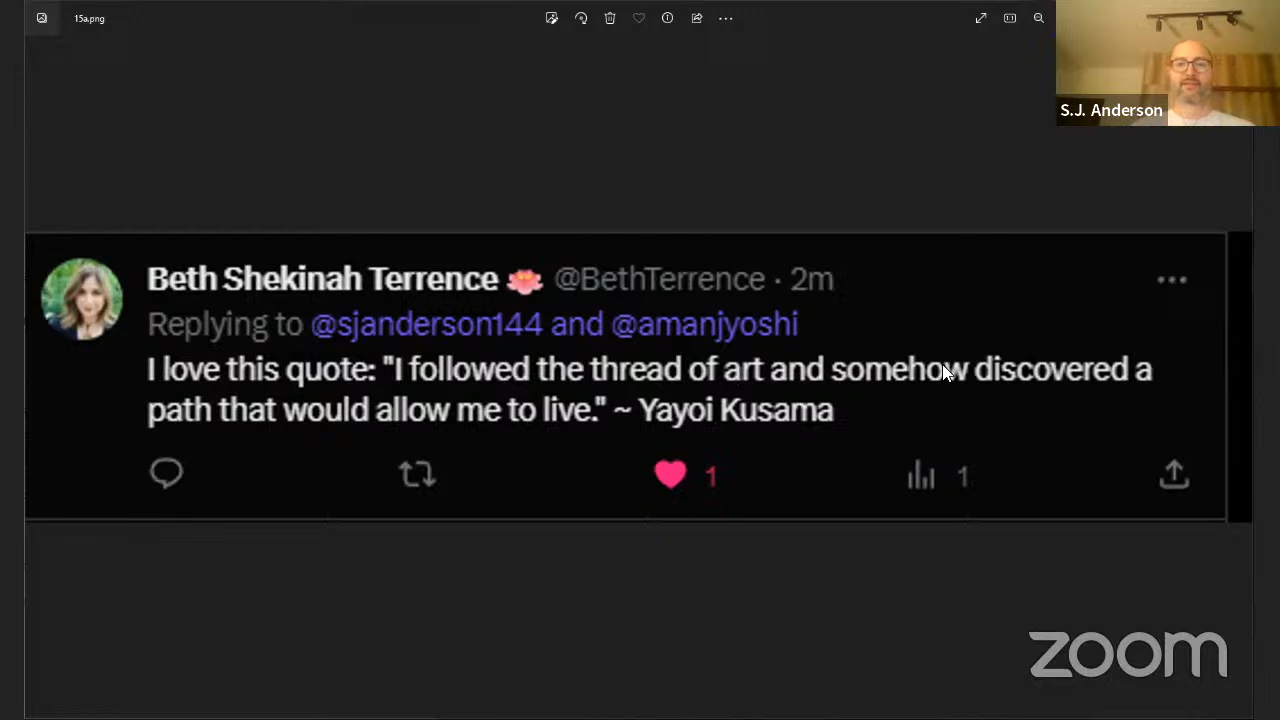 15a.png
S.J. Anderson
Beth Shekinah Terrence 🪷 @BethTerrence · 2m
Replying to @sjanderson144 and @amanjyoshi
I love this quote: "I followed the thread of art and somehow discovered a
path that would allow me to live." ~ Yayoi Kusama
1
1
zoom